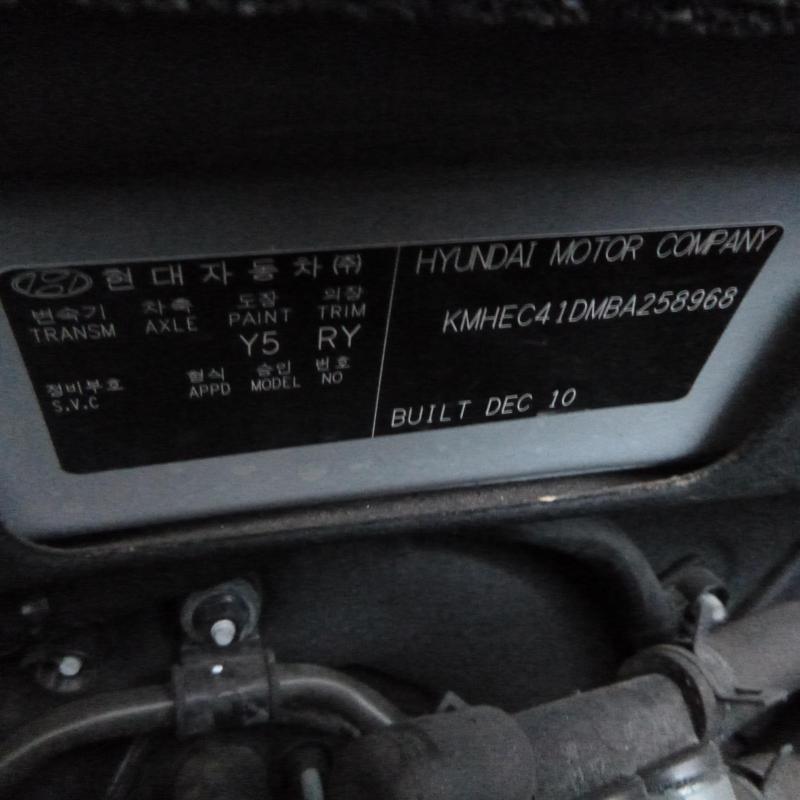 현대자동차(주)
변속기 차축 도장 의장
TRANSM AXLE PAINT TRIM
Y5 RY
정비부호 형식 승인 번호
S.V.C APPD MODEL NO
HYUNDAI MOTOR COMPANY
KMHEC41DMBA258968
BUILT DEC 10